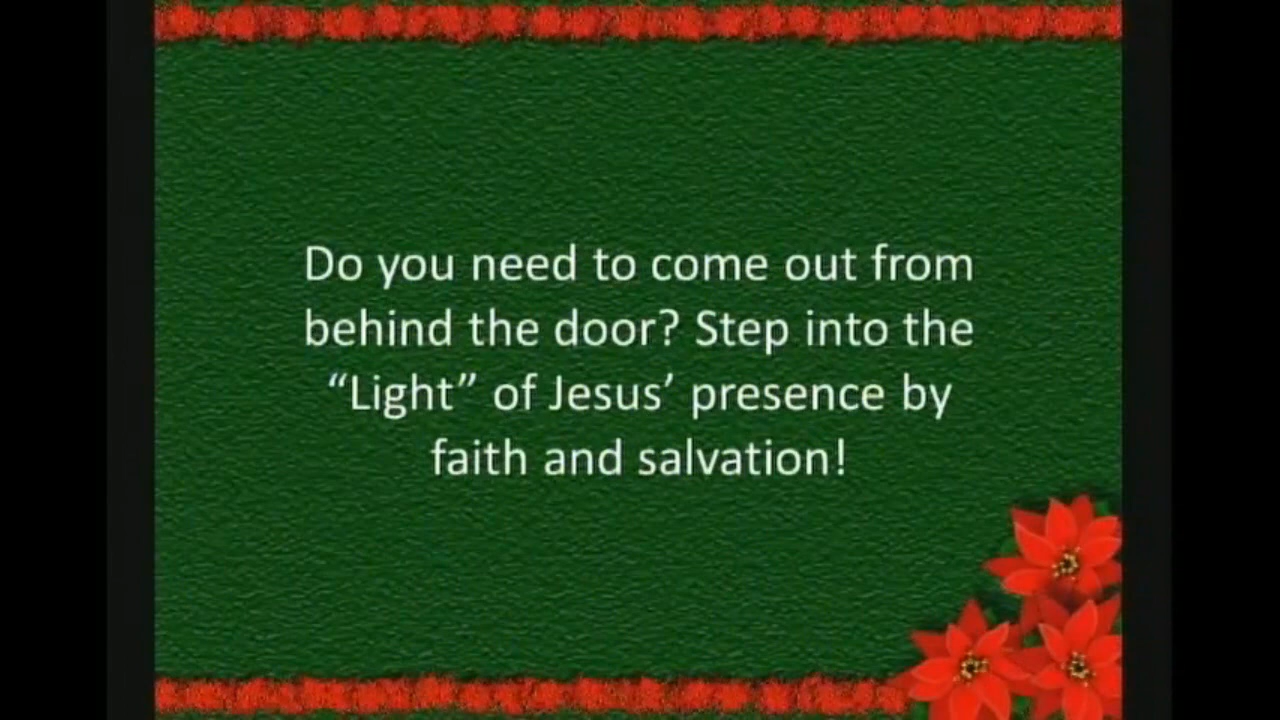 Do you need to come out from
behind the door? Step into the
“Light” of Jesus’ presence by
faith and salvation!